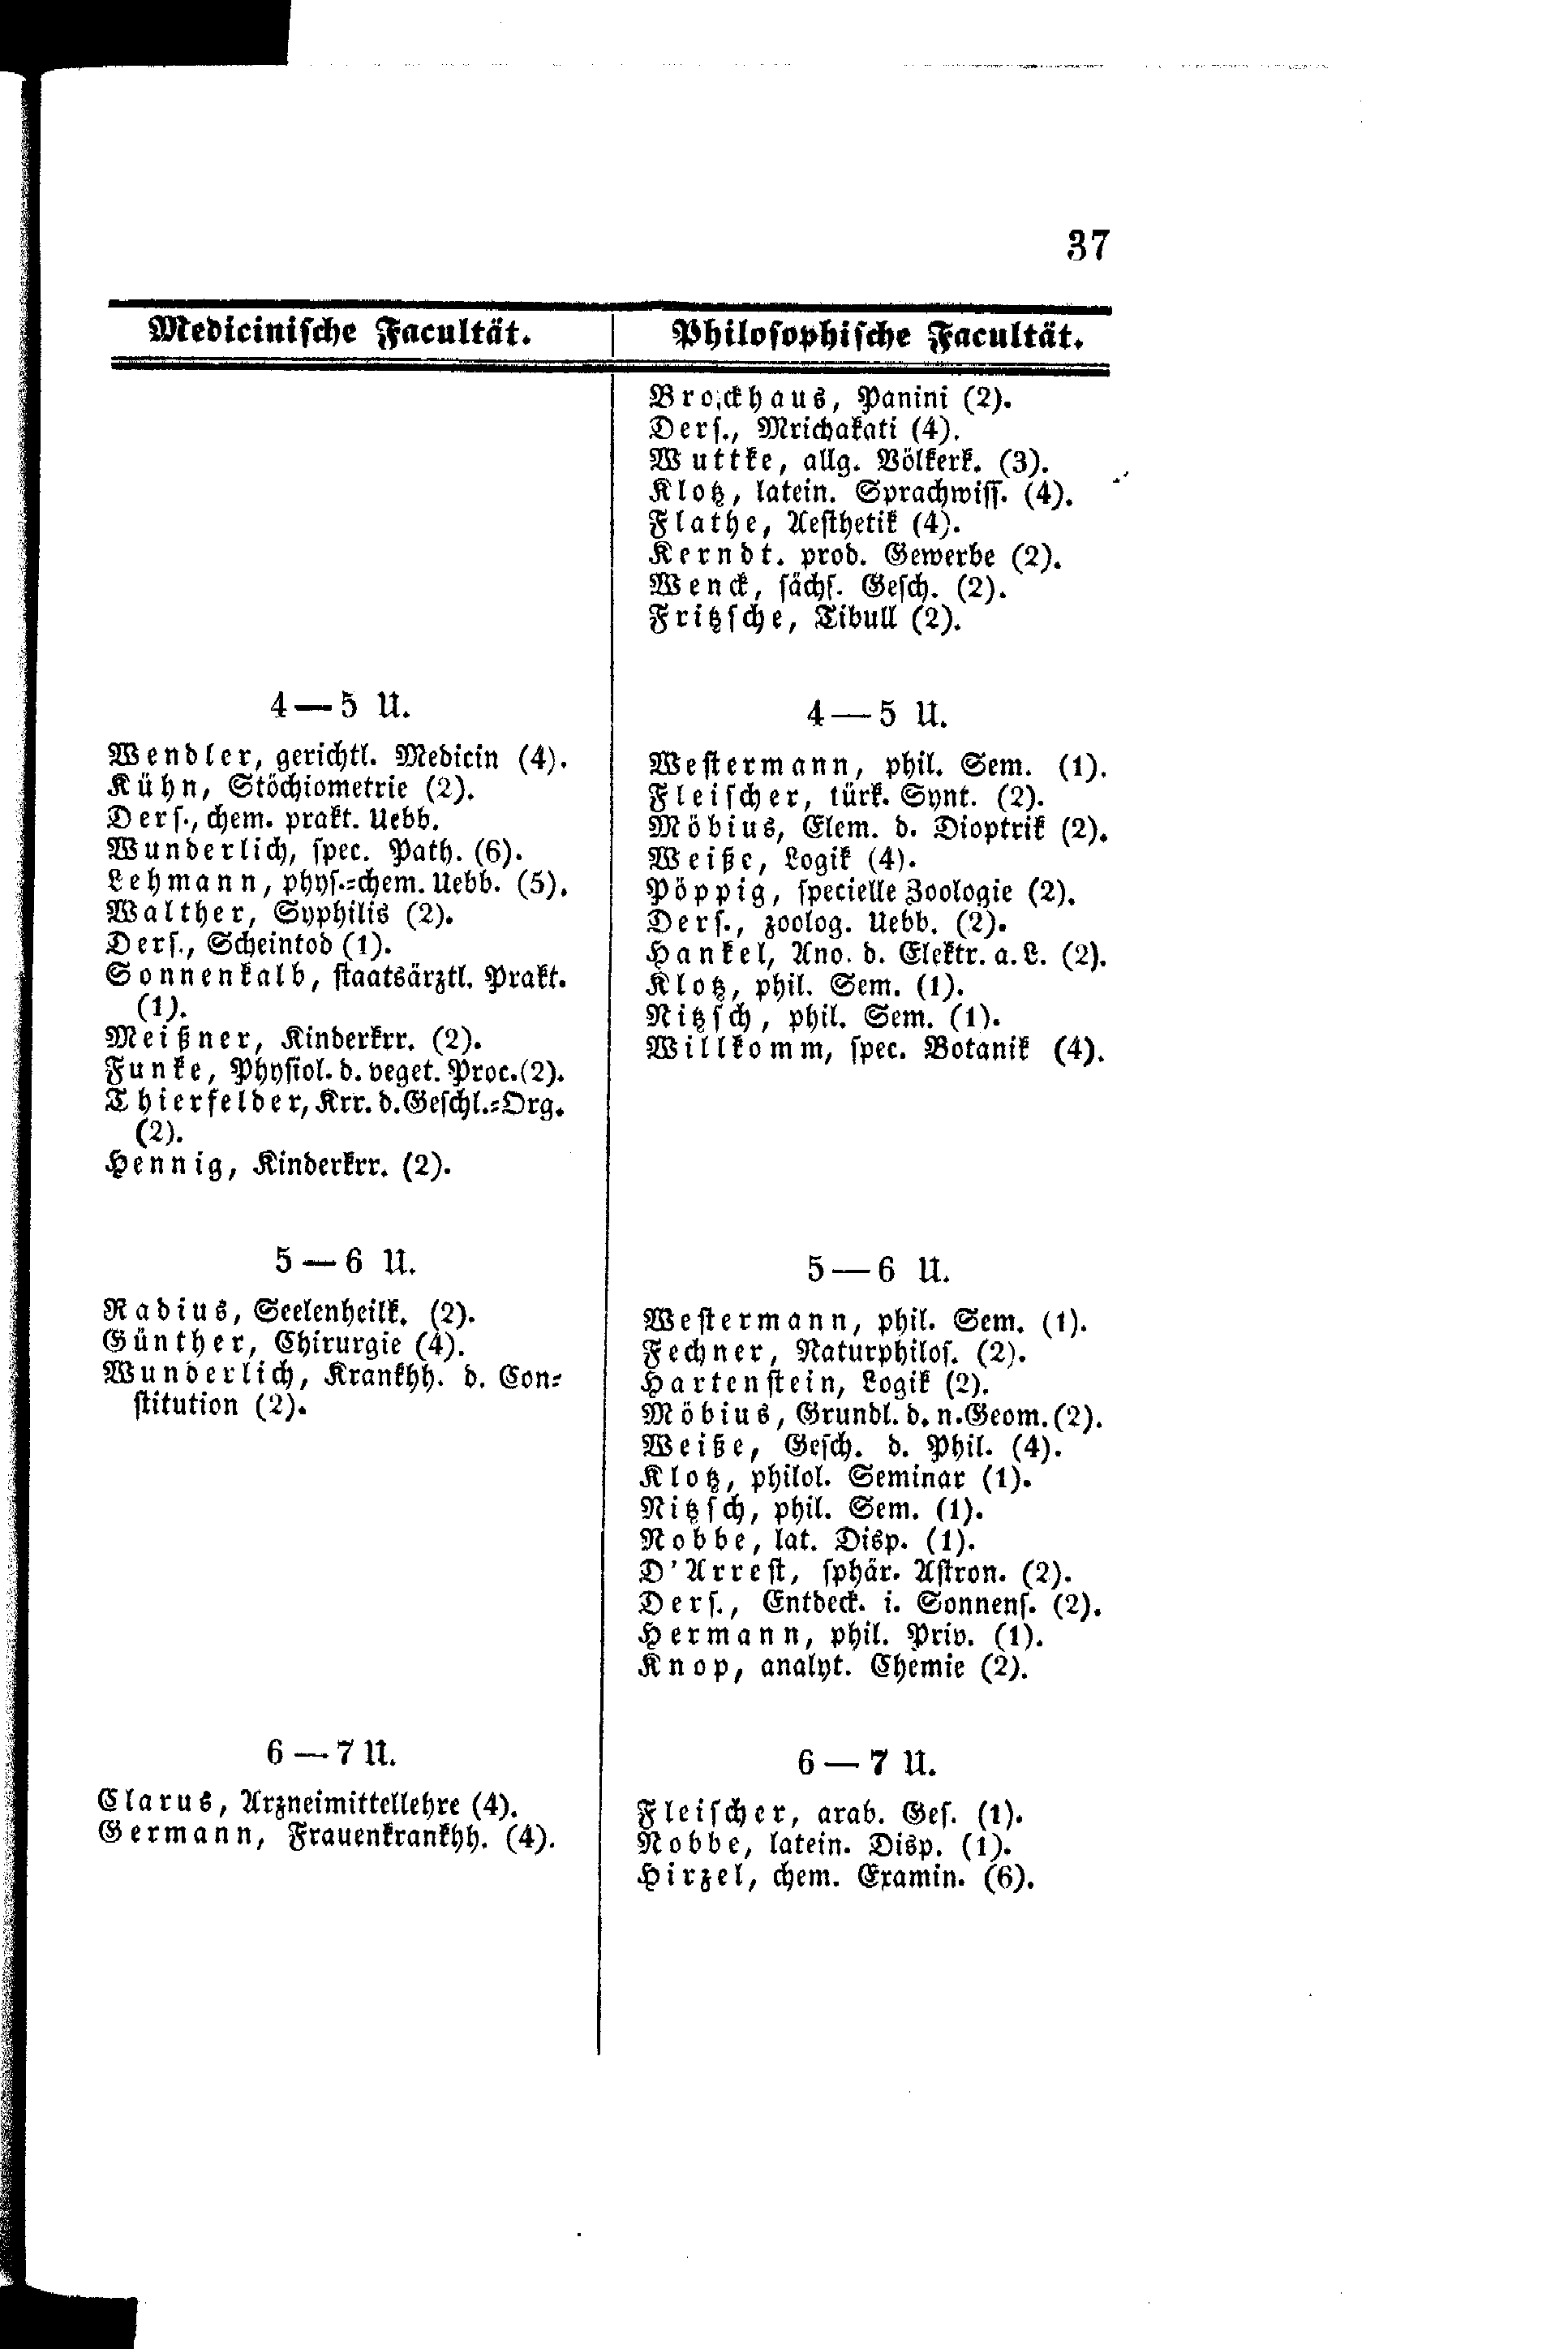 37
Medicinische Facultät.
4 — 5 U.
Wendler, gerichtl. Medicin (4).
Kühn, Stöchiometrie (2).
Ders., chem. prakt. Uebb.
Wunderlich, spec. Path. (6).
Lehmann, phys.-chem. Uebb. (5).
Walther, Syphilis (2).
Ders., Scheintod (1).
Sonnenkalb, staatsärztl. Prakt.
(1).
Meißner, Kinderkrr. (2).
Funke, Physiol. d. veget. Proc. (2).
Thierfelder, Krr. d. Geschl.-Org.
(2).
Hennig, Kinderkrr. (2).
5 — 6 U.
Radius, Seelenheilk. (2).
Günther, Chirurgie (4).
Wunderlich, Krankhh. d. Con-
stitution (2).
6 — 7 U.
Clarus, Arzneimittellehre (4).
Germann, Frauenkrankhh. (4).
Philosophische Facultät.
Brockhaus, Panini (2).
Ders., Mrichakati (4).
Wuttke, allg. Völkerk. (3).
Klotz, latein. Sprachwiss. (4).
Flathe, Aesthetik (4).
Kerndt. prod. Gewerbe (2).
Wenck, sächs. Gesch. (2).
Fritzsche, Tibull (2).
4 — 5 U.
Westermann, phil. Sem. (1).
Fleischer, türk. Synt. (2).
Möbius, Elem. d. Dioptrik (2).
Weiße, Logik (4).
Pöppig, specielle Zoologie (2).
Ders., zoolog. Uebb. (2).
Hankel, Ano. d. Elektr. a. L. (2).
Klotz, phil. Sem. (1).
Nitzsch, phil. Sem. (1).
Willkomm, spec. Botanik (4).
5 — 6 U.
Westermann, phil. Sem. (1).
Fechner, Naturphilos. (2).
Hartenstein, Logik (2).
Möbius, Grundl. d. n. Geom. (2).
Weiße, Gesch. d. Phil. (4).
Klotz, philol. Seminar (1).
Nitzsch, phil. Sem. (1).
Nobbe, lat. Disp. (1).
D'Arrest, sphär. Astron. (2).
Ders., Entdeck. i. Sonnens. (2).
Hermann, phil. Priv. (1).
Knop, analyt. Chemie (2).
6 — 7 U.
Fleischer, arab. Ges. (1).
Nobbe, latein. Disp. (1).
Hirzel, chem. Examin. (6).